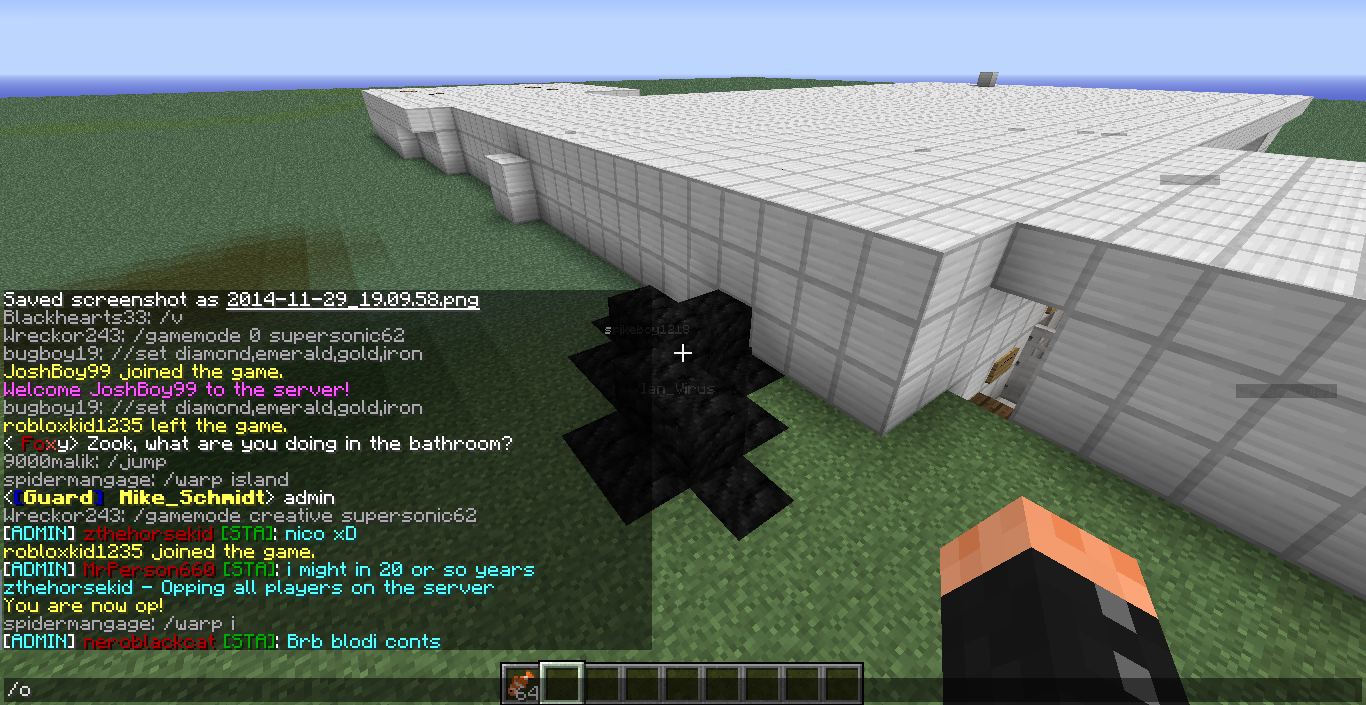 Saved screenshot as 2014-11-29_19.09.58.png
Blackhearts33: /v
Wreckor243: /gamemode 0 supersonic62
bugboy19: //set diamond,emerald,gold,iron
JoshBoy99 joined the game.
Welcome JoshBoy99 to the server!
bugboy19: //set diamond,emerald,gold,iron
robloxkid1235 left the game.
< Foxy> Zook, what are you doing in the bathroom?
9000malik: /jump
spidermangage: /warp island
<[Guard] Mike_Schmidt> admin
Wreckor243: /gamemode creative supersonic62
[ADMIN] zthehorsekid [STA]: nico xD
robloxkid1235 joined the game.
[ADMIN] MrPerson660 [STA]: i might in 20 or so years
zthehorsekid - Opping all players on the server
You are now op!
spidermangage: /warp i
[ADMIN] neroblackcat [STA]: Brb blodi conts
/o
spikeboy1218
Ian_Virus
64